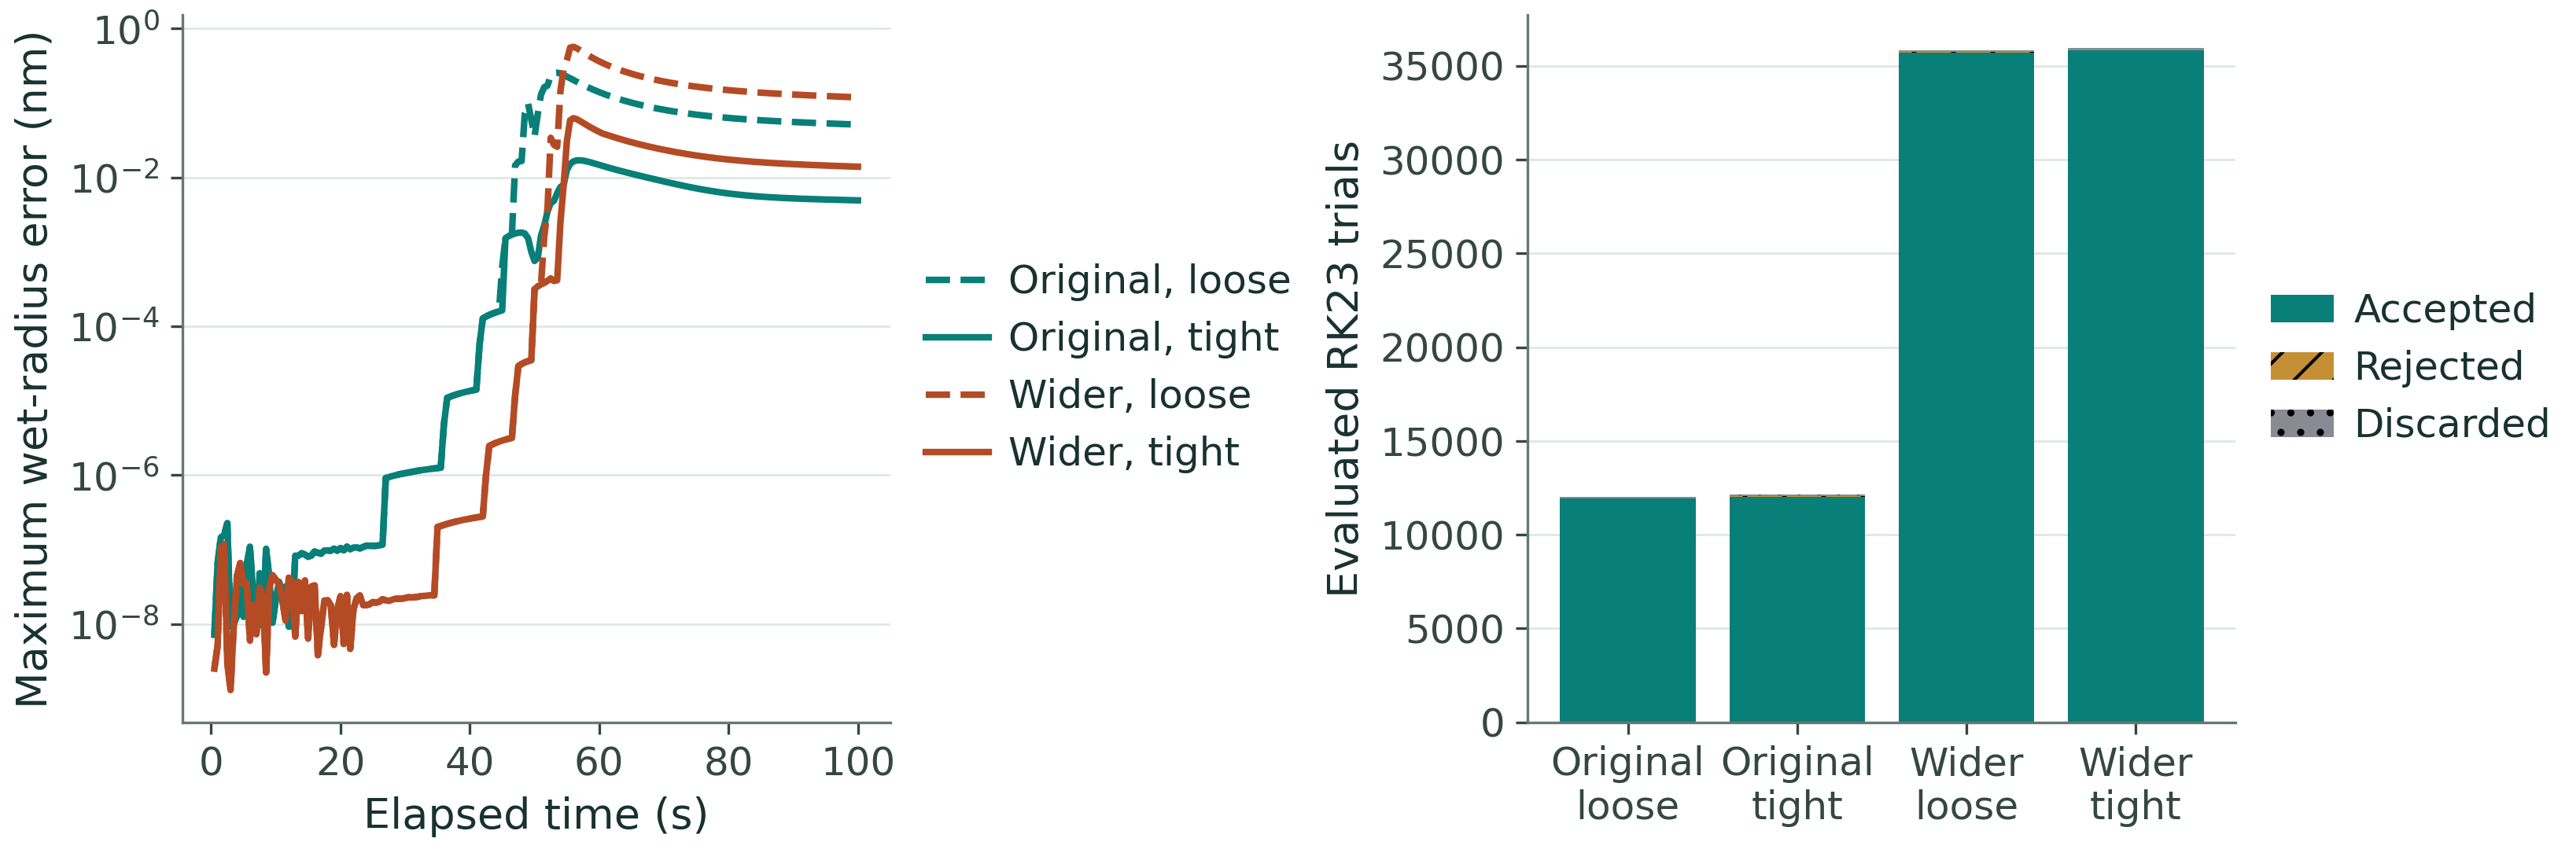 Maximum wet-radius error (nm)
10⁰
10⁻²
10⁻⁴
10⁻⁶
10⁻⁸
0 20 40 60 80 100
Elapsed time (s)
Original, loose
Original, tight
Wider, loose
Wider, tight
Evaluated RK23 trials
35000
30000
25000
20000
15000
10000
5000
0
Original loose
Original tight
Wider loose
Wider tight
Accepted
Rejected
Discarded